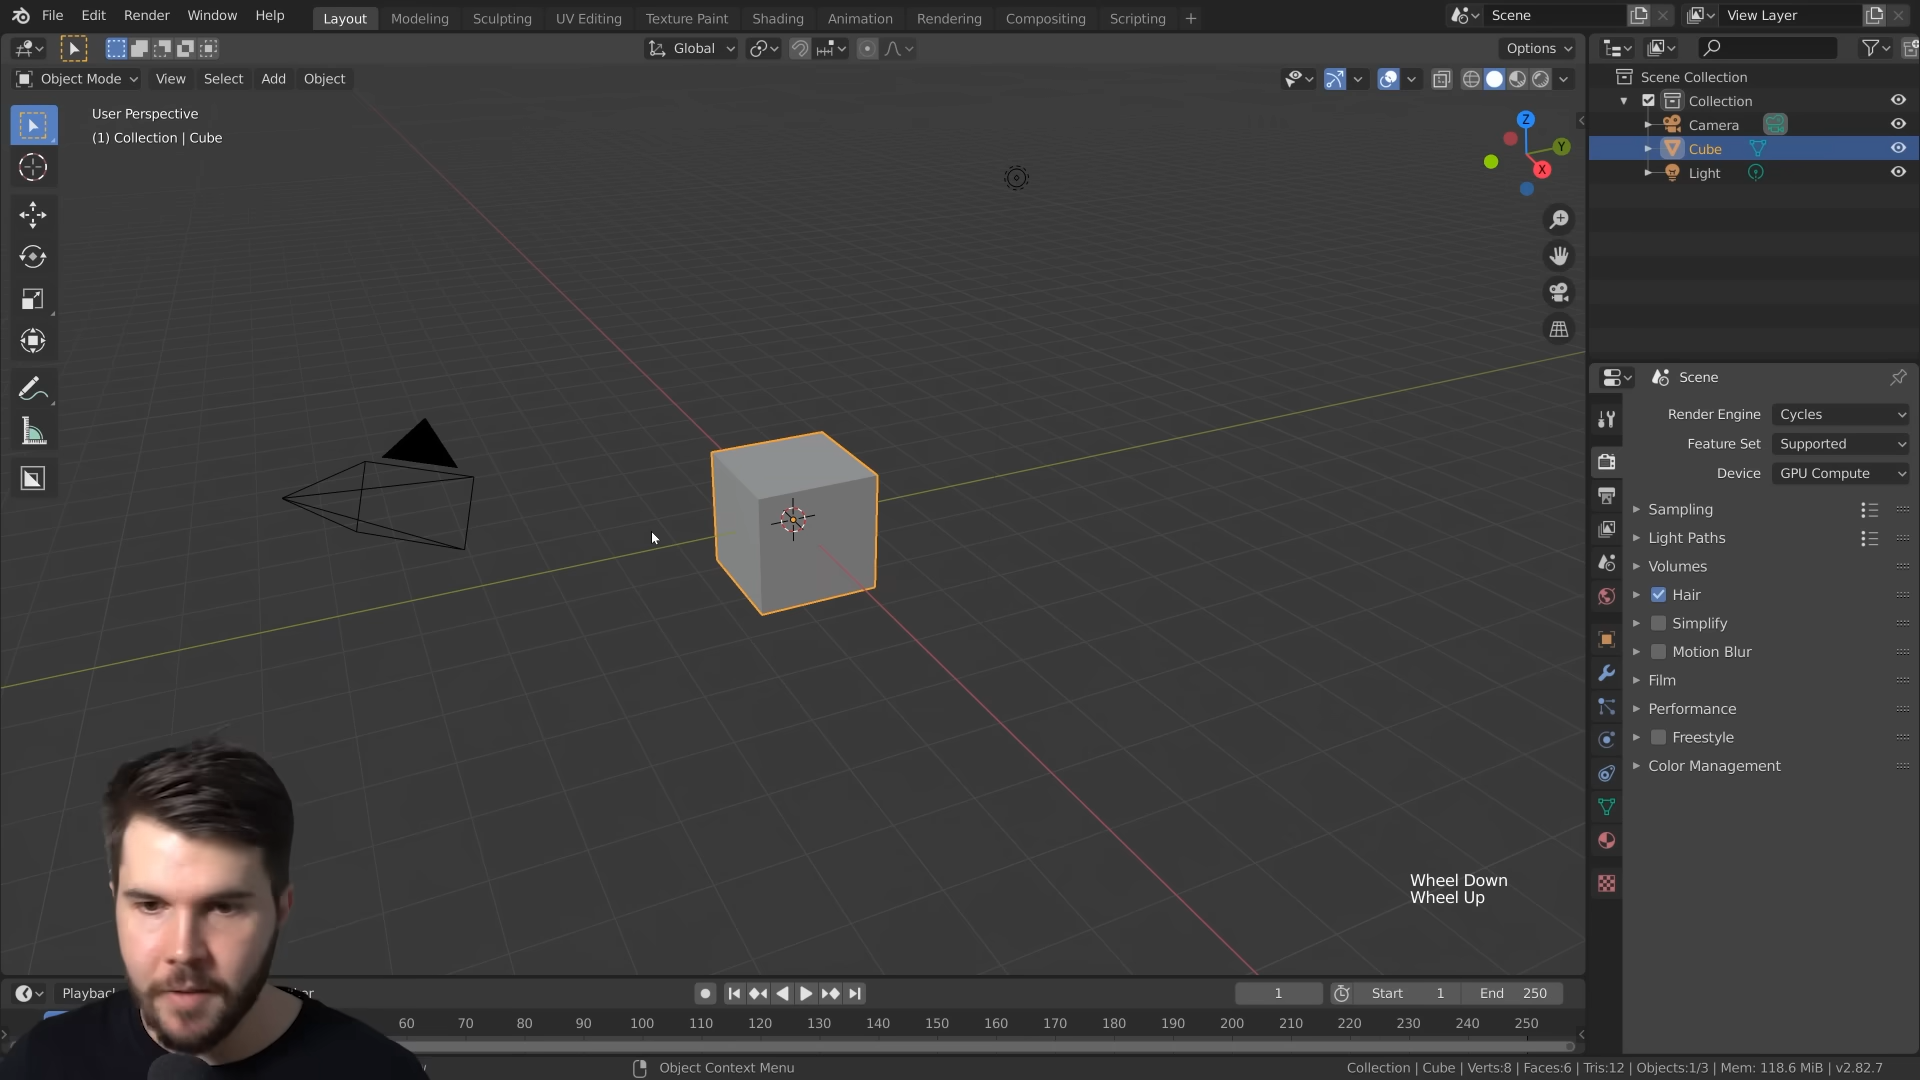 File Edit Render Window Help Layout Modeling Sculpting UV Editing Texture Paint Shading Animation Rendering Compositing Scripting + Scene View Layer
Global Options
Object Mode View Select Add Object
Scene Collection
Collection
Camera
Cube
Light
User Perspective
(1) Collection | Cube
Z
Y
X
Scene
Render Engine Cycles
Feature Set Supported
Device GPU Compute
Sampling
Light Paths
Volumes
Hair
Simplify
Motion Blur
Film
Performance
Freestyle
Color Management
Wheel Down
Wheel Up
1 Start 1 End 250
60 70 80 90 100 110 120 130 140 150 160 170 180 190 200 210 220 230 240 250
Object Context Menu
Collection | Cube | Verts:8 | Faces:6 | Tris:12 | Objects:1/3 | Mem: 118.6 MiB | v2.82.7